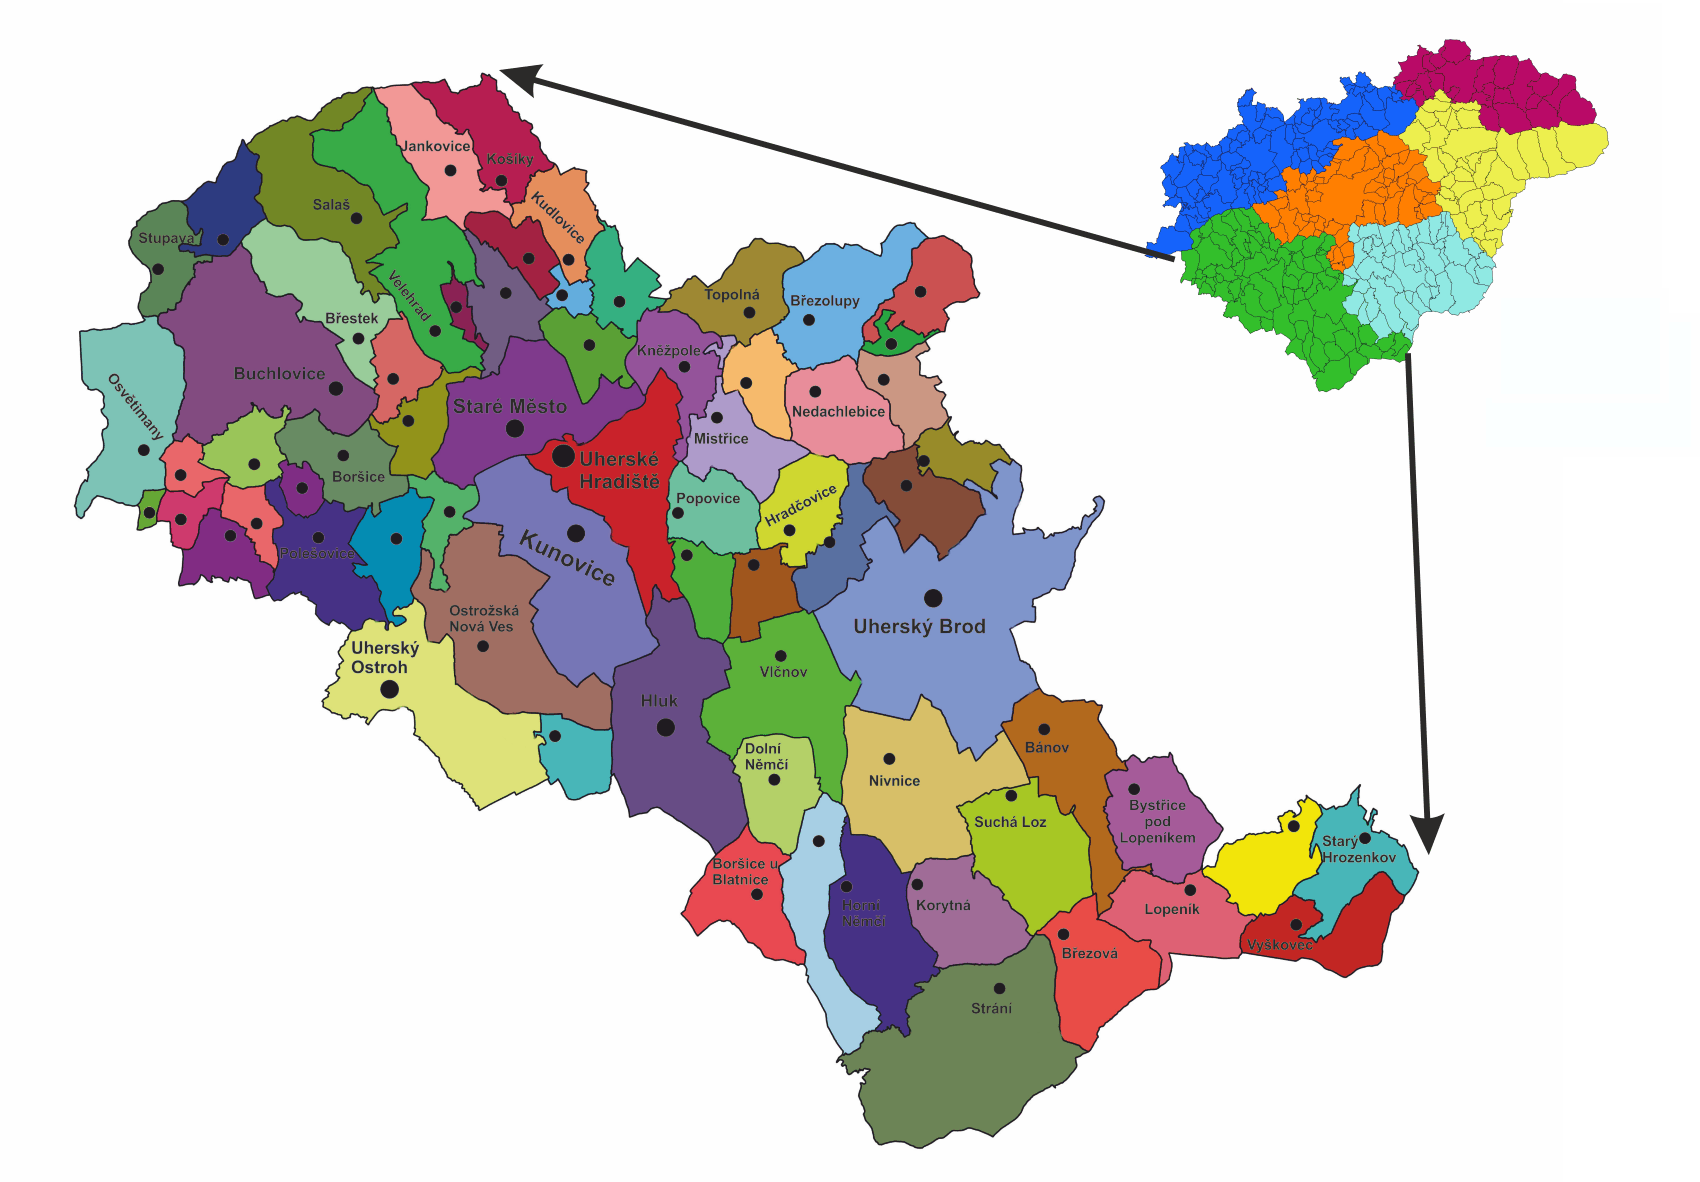 Jankovice
Košíky
Salaš
Kudlovice
Stupava
Velehrad
Topolná
Březolupy
Břestek
Kněžpole
Buchlovice
Osvětimany
Staré Město
Nedachlebice
Mistřice
Uherské
Hradiště
Boršice
Popovice
Hradčovice
Polešovice
Kunovice
Ostrožská
Nová Ves
Uherský Brod
Uherský
Ostroh
Vlčnov
Hluk
Dolní
Němčí
Bánov
Nivnice
Bystřice
pod
Lopeníkem
Suchá Loz
Starý
Hrozenkov
Boršice u
Blatnice
Horní
Němčí
Korytná
Lopeník
Vyškovec
Březová
Strání